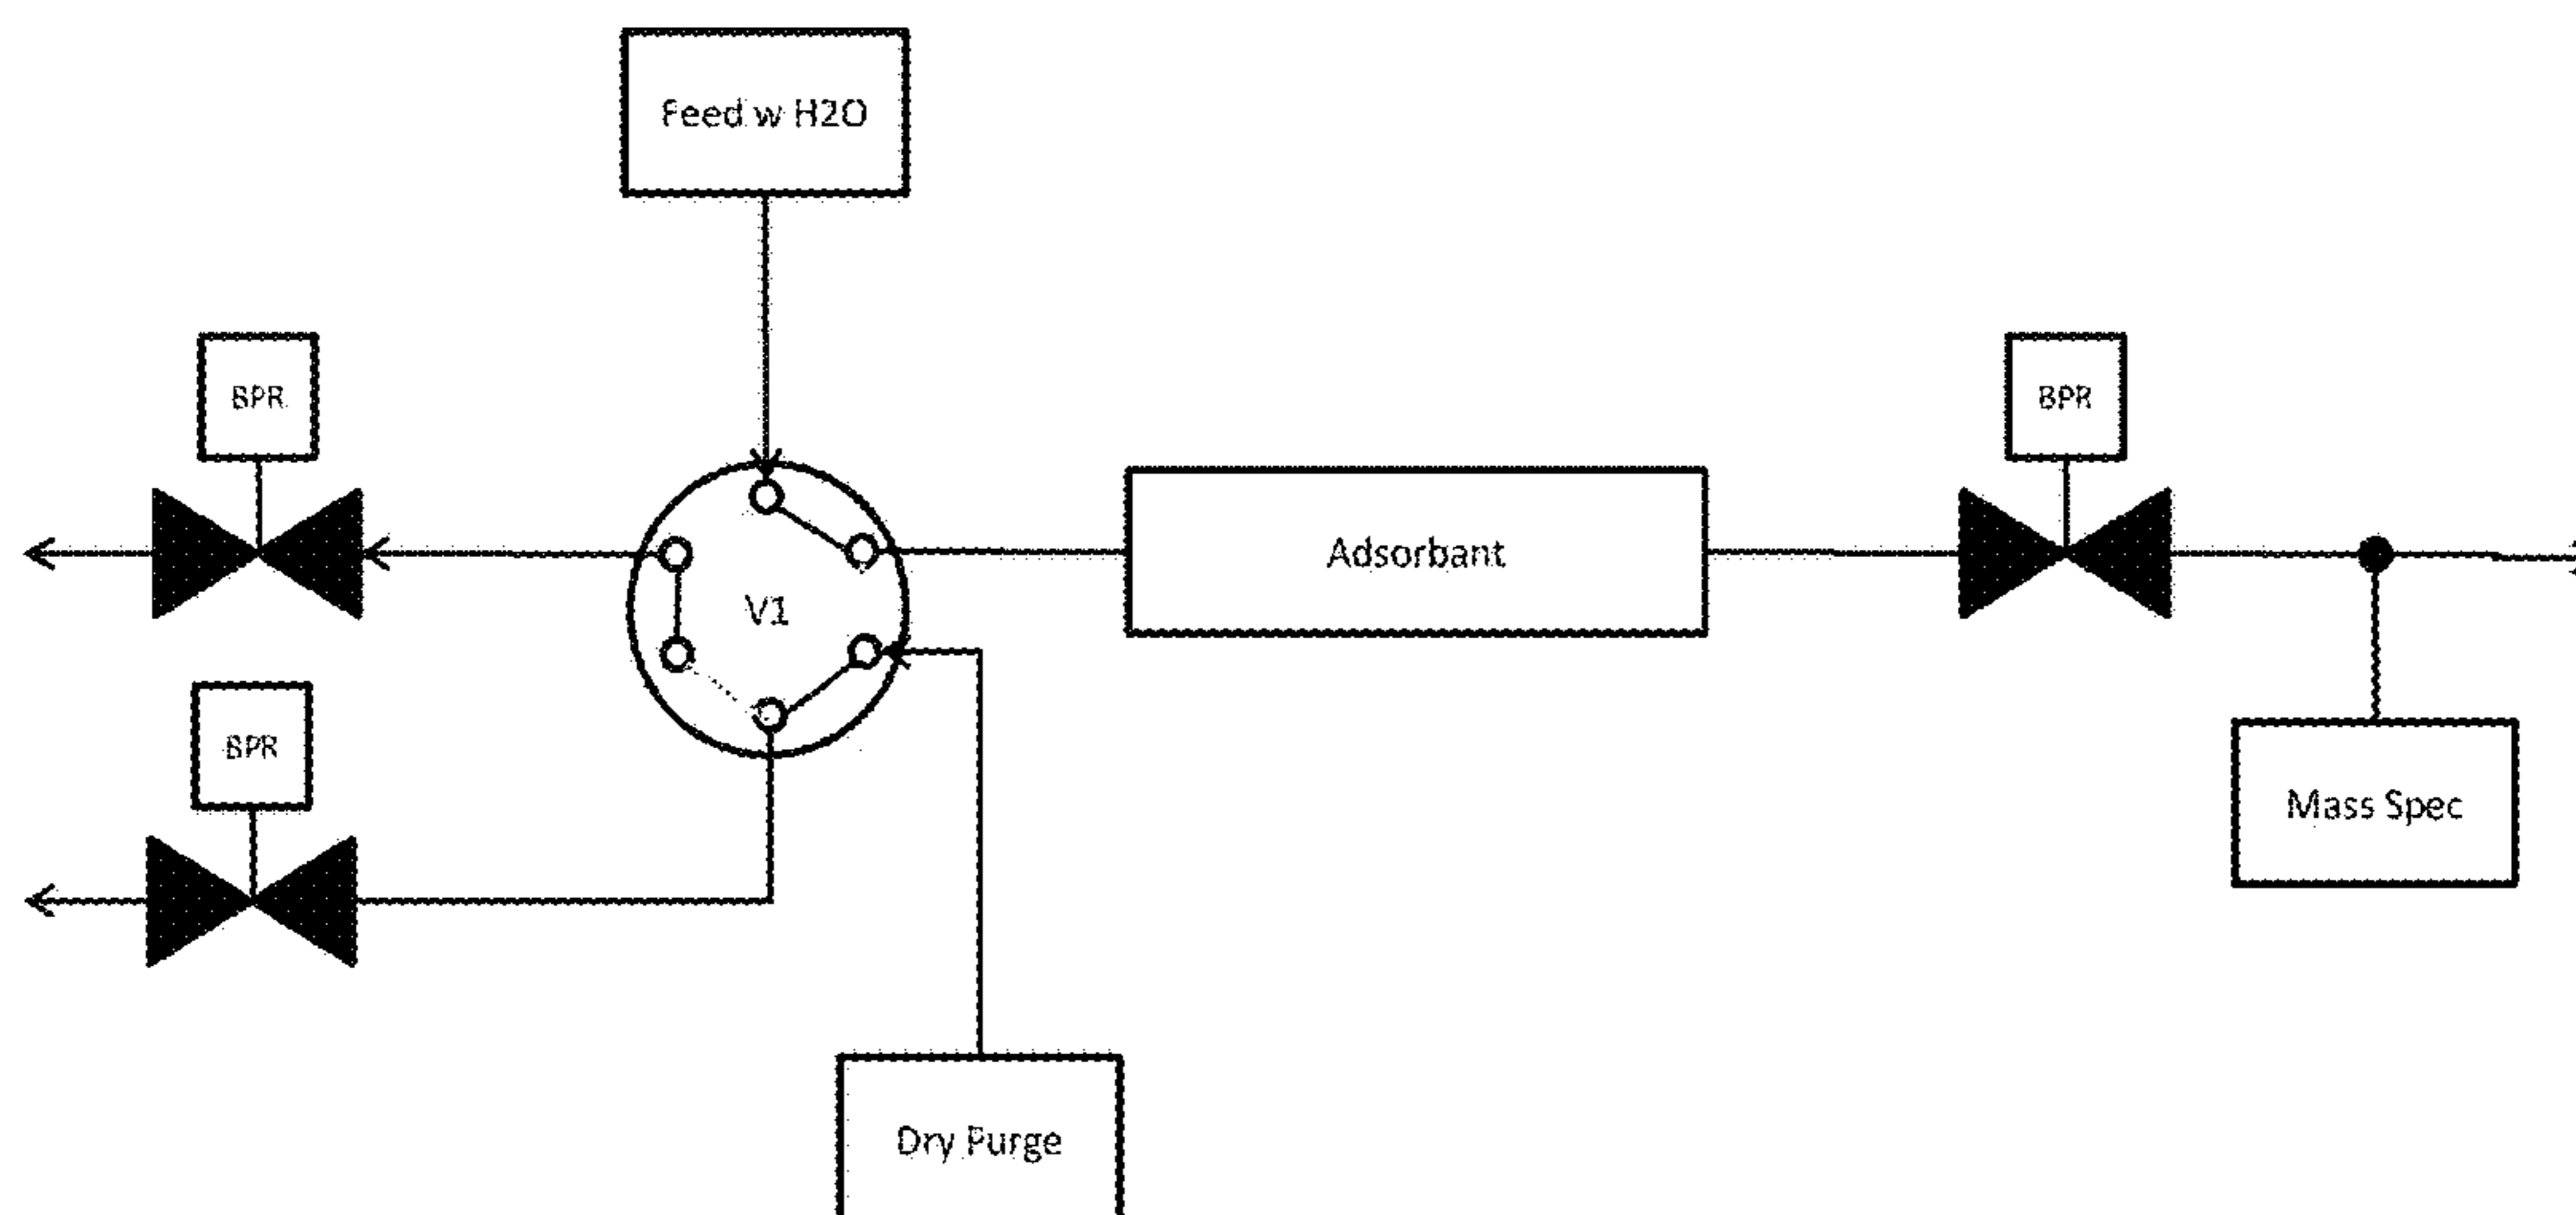 Feed w H2O
BPR
BPR
V1
Adsorbant
BPR
Mass Spec
Dry Purge